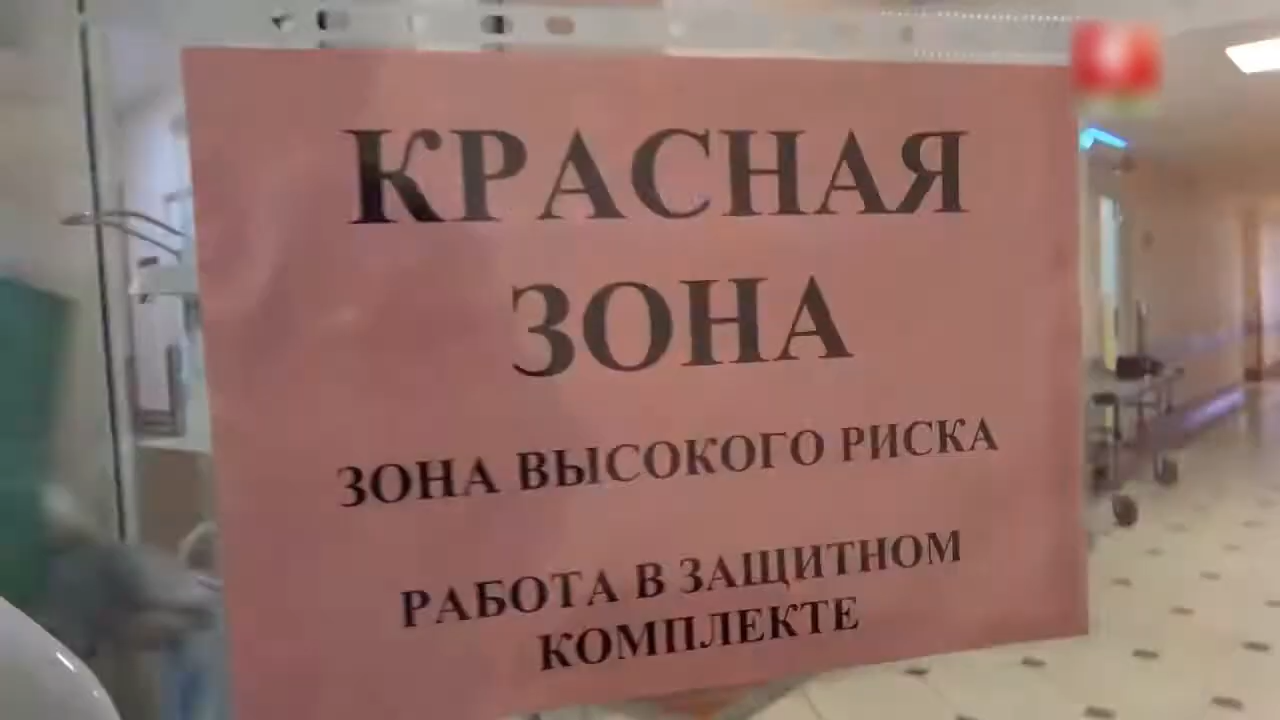 КРАСНАЯ
ЗОНА
ЗОНА ВЫСОКОГО РИСКА
РАБОТА В ЗАЩИТНОМ
КОМПЛЕКТЕ